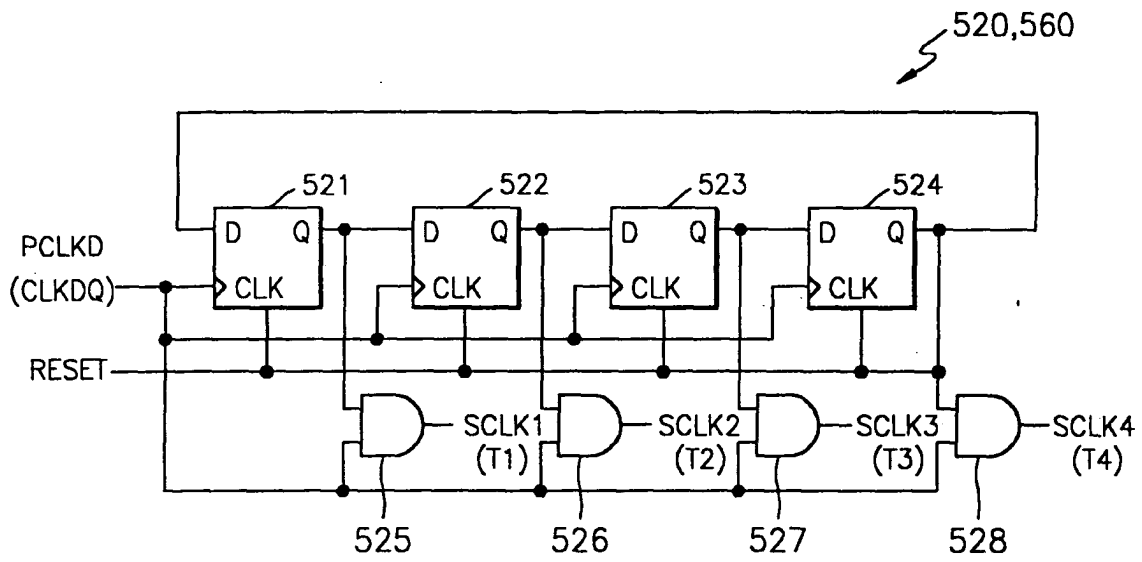 520,560
521
522
523
524
D Q
D Q
D Q
D Q
PCLKD
(CLKDQ)
CLK
CLK
CLK
CLK
RESET
SCLK1
(T1)
SCLK2
(T2)
SCLK3
(T3)
SCLK4
(T4)
525
526
527
528